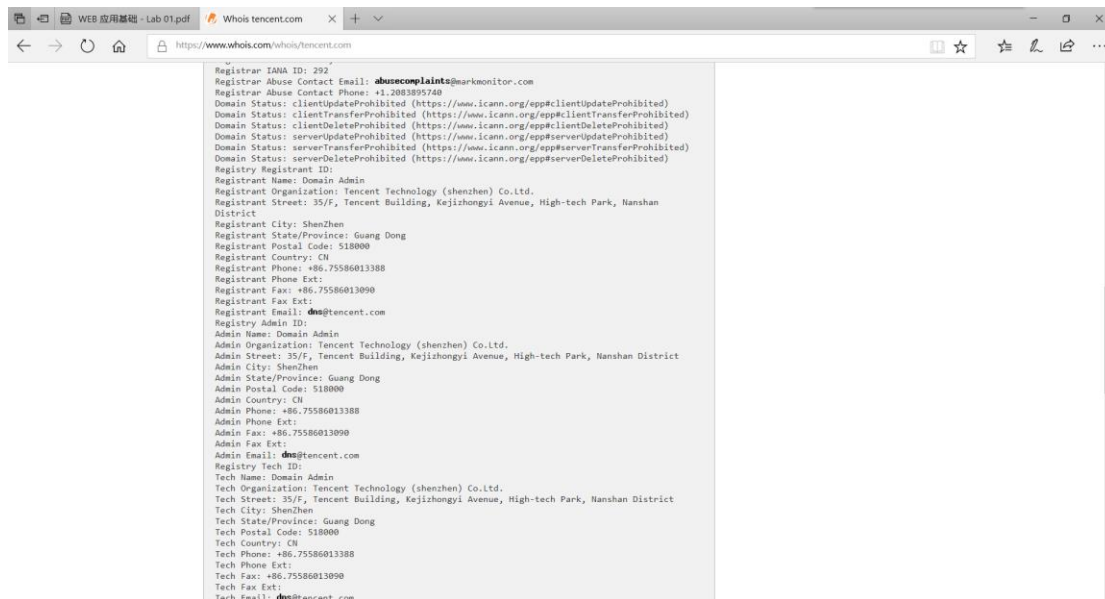 WEB 应用基础 - Lab 01.pdf
Whois tencent.com
https://www.whois.com/whois/tencent.com
Registrar IANA ID: 292
Registrar Abuse Contact Email: abusecomplaints@markmonitor.com
Registrar Abuse Contact Phone: +1.2083895740
Domain Status: clientUpdateProhibited (https://www.icann.org/epp#clientUpdateProhibited)
Domain Status: clientTransferProhibited (https://www.icann.org/epp#clientTransferProhibited)
Domain Status: clientDeleteProhibited (https://www.icann.org/epp#clientDeleteProhibited)
Domain Status: serverUpdateProhibited (https://www.icann.org/epp#serverUpdateProhibited)
Domain Status: serverTransferProhibited (https://www.icann.org/epp#serverTransferProhibited)
Domain Status: serverDeleteProhibited (https://www.icann.org/epp#serverDeleteProhibited)
Registry Registrant ID:
Registrant Name: Domain Admin
Registrant Organization: Tencent Technology (shenzhen) Co.Ltd.
Registrant Street: 35/F, Tencent Building, Kejizhongyi Avenue, High-tech Park, Nanshan
District
Registrant City: ShenZhen
Registrant State/Province: Guang Dong
Registrant Postal Code: 518000
Registrant Country: CN
Registrant Phone: +86.75586013388
Registrant Phone Ext:
Registrant Fax: +86.75586013090
Registrant Fax Ext:
Registrant Email: dns@tencent.com
Registry Admin ID:
Admin Name: Domain Admin
Admin Organization: Tencent Technology (shenzhen) Co.Ltd.
Admin Street: 35/F, Tencent Building, Kejizhongyi Avenue, High-tech Park, Nanshan District
Admin City: ShenZhen
Admin State/Province: Guang Dong
Admin Postal Code: 518000
Admin Country: CN
Admin Phone: +86.75586013388
Admin Phone Ext:
Admin Fax: +86.75586013090
Admin Fax Ext:
Admin Email: dns@tencent.com
Registry Tech ID:
Tech Name: Domain Admin
Tech Organization: Tencent Technology (shenzhen) Co.Ltd.
Tech Street: 35/F, Tencent Building, Kejizhongyi Avenue, High-tech Park, Nanshan District
Tech City: ShenZhen
Tech State/Province: Guang Dong
Tech Postal Code: 518000
Tech Country: CN
Tech Phone: +86.75586013388
Tech Phone Ext:
Tech Fax: +86.75586013090
Tech Fax Ext:
Tech Email: dns@tencent.com